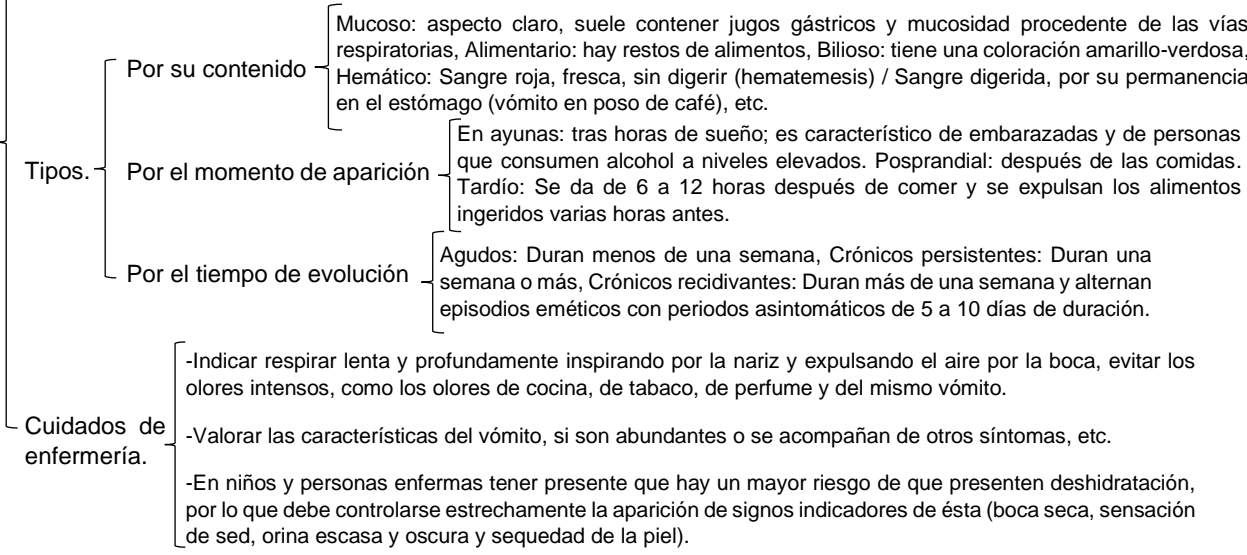 Tipos.
Por su contenido
Mucoso: aspecto claro, suele contener jugos gástricos y mucosidad procedente de las vías
respiratorias, Alimentario: hay restos de alimentos, Bilioso: tiene una coloración amarillo-verdosa,
Hemático: Sangre roja, fresca, sin digerir (hematemesis) / Sangre digerida, por su permanencia
en el estómago (vómito en poso de café), etc.
Por el momento de aparición
En ayunas: tras horas de sueño; es característico de embarazadas y de personas
que consumen alcohol a niveles elevados. Posprandial: después de las comidas.
Tardío: Se da de 6 a 12 horas después de comer y se expulsan los alimentos
ingeridos varias horas antes.
Por el tiempo de evolución
Agudos: Duran menos de una semana, Crónicos persistentes: Duran una
semana o más, Crónicos recidivantes: Duran más de una semana y alternan
episodios eméticos con periodos asintomáticos de 5 a 10 días de duración.
Cuidados de
enfermería.
-Indicar respirar lenta y profundamente inspirando por la nariz y expulsando el aire por la boca, evitar los
olores intensos, como los olores de cocina, de tabaco, de perfume y del mismo vómito.
-Valorar las características del vómito, si son abundantes o se acompañan de otros síntomas, etc.
-En niños y personas enfermas tener presente que hay un mayor riesgo de que presenten deshidratación,
por lo que debe controlarse estrechamente la aparición de signos indicadores de ésta (boca seca, sensación
de sed, orina escasa y oscura y sequedad de la piel).